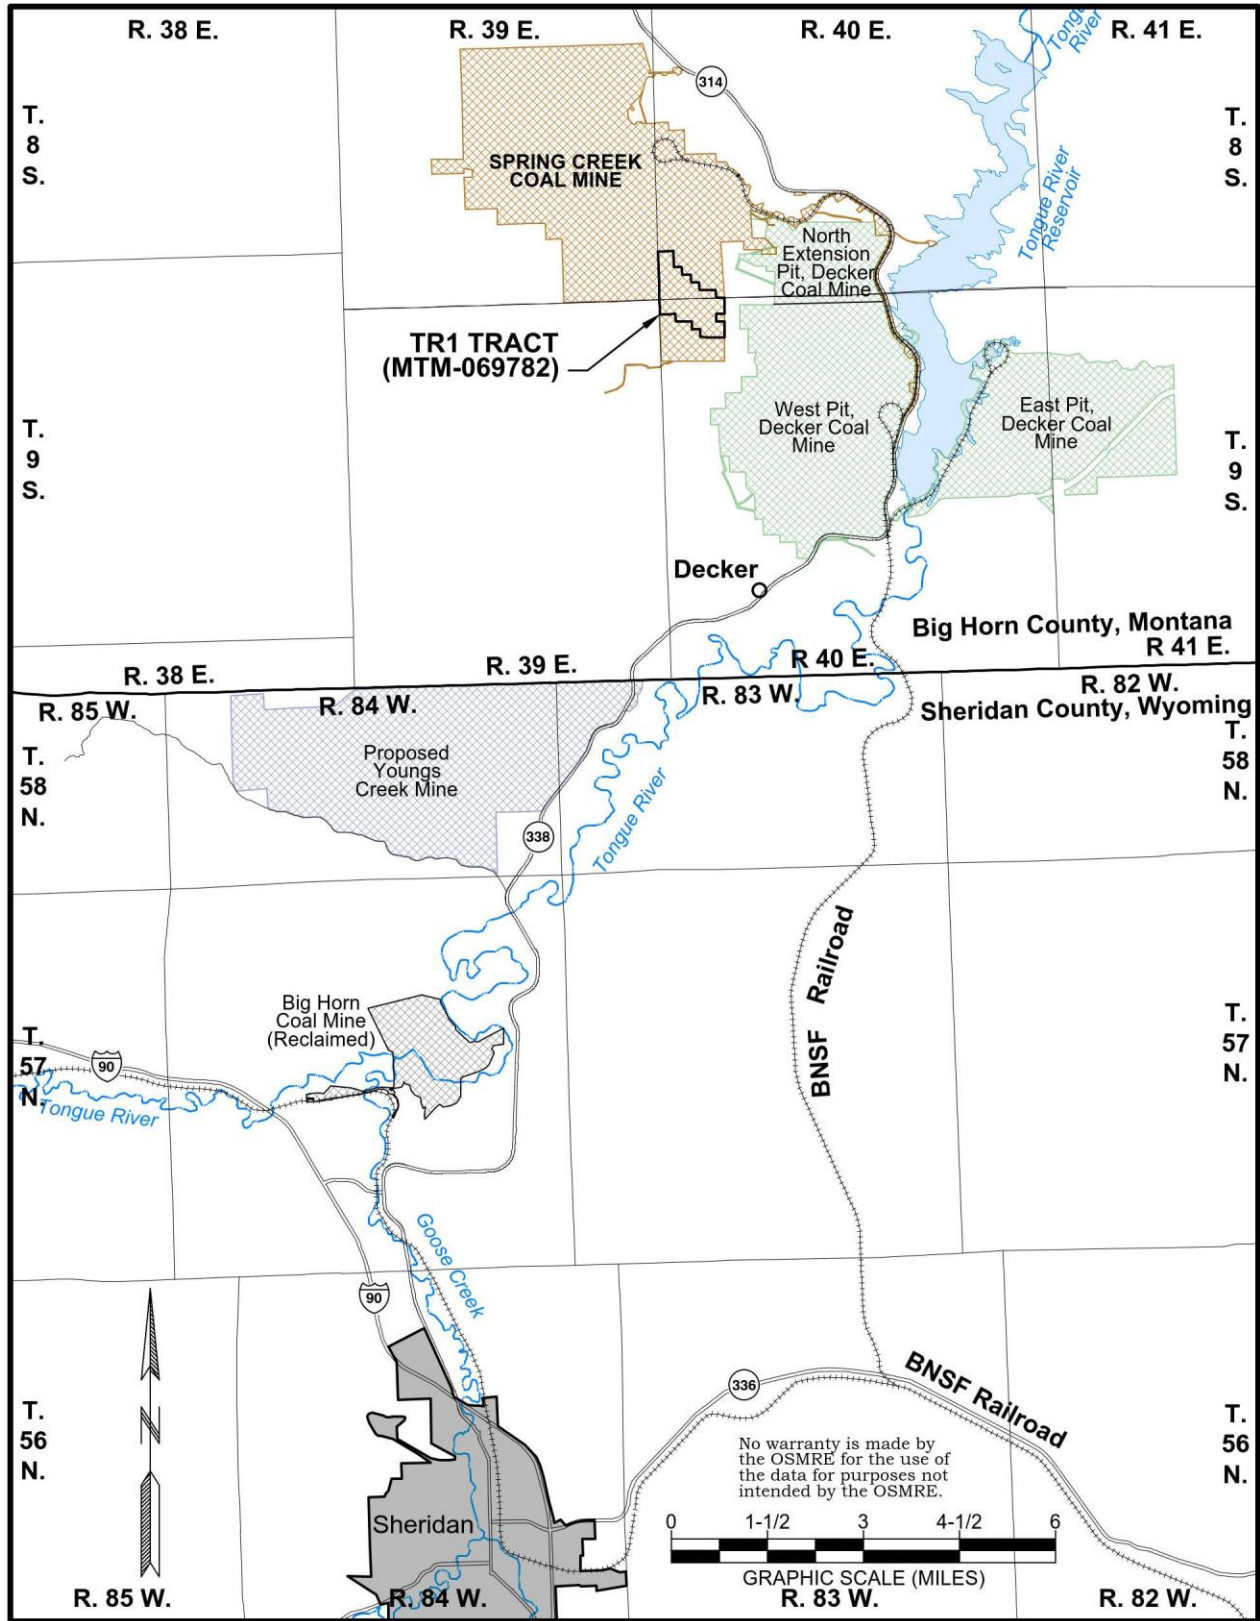 R. 38 E.
R. 39 E.
R. 40 E.
R. 41 E.
Tongue
River
314
T.
8
S.
T.
8
S.
SPRING CREEK
COAL MINE
Tongue River
Reservoir
North
Extension
Pit, Decker
Coal Mine
TR1 TRACT
(MTM-069782)
West Pit,
Decker Coal
Mine
East Pit,
Decker Coal
Mine
T.
9
S.
T.
9
S.
Decker
Big Horn County, Montana
R. 38 E.
R. 39 E.
R 40 E.
R 41 E.
R. 85 W.
R. 84 W.
R. 83 W.
R. 82 W.
Sheridan County, Wyoming
T.
58
N.
T.
58
N.
Proposed
Youngs
Creek Mine
338
Tongue River
BNSF Railroad
Big Horn
Coal Mine
(Reclaimed)
T.
57
N.
T.
57
N.
90
Tongue River
Goose Creek
90
336
BNSF Railroad
T.
56
N.
T.
56
N.
N
No warranty is made by
the OSMRE for the use of
the data for purposes not
intended by the OSMRE.
Sheridan
0 1-1/2 3 4-1/2 6
GRAPHIC SCALE (MILES)
R. 85 W.
R. 84 W.
R. 83 W.
R. 82 W.